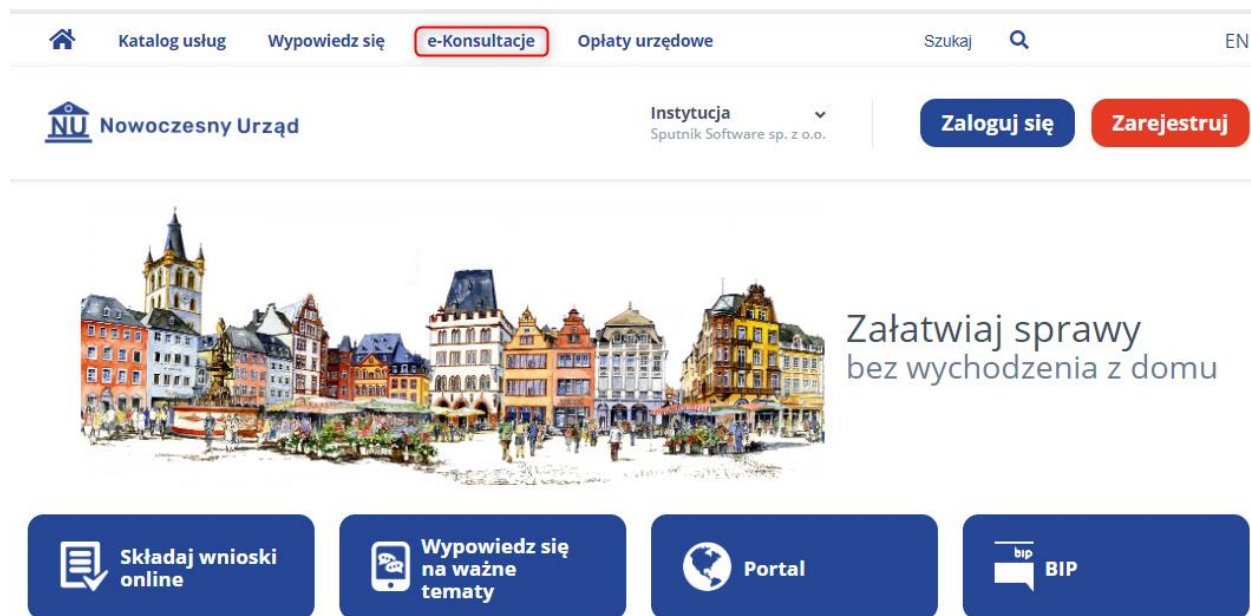 Katalog usług Wypowiedz się e-Konsultacje Opłaty urzędowe Szukaj EN
NU Nowoczesny Urząd
Instytucja
Sputnik Software sp. z o.o.
Zaloguj się Zarejestruj
Załatwiaj sprawy
bez wychodzenia z domu
Składaj wnioski
online
Wypowiedz się
na ważne
tematy
Portal
bip BIP